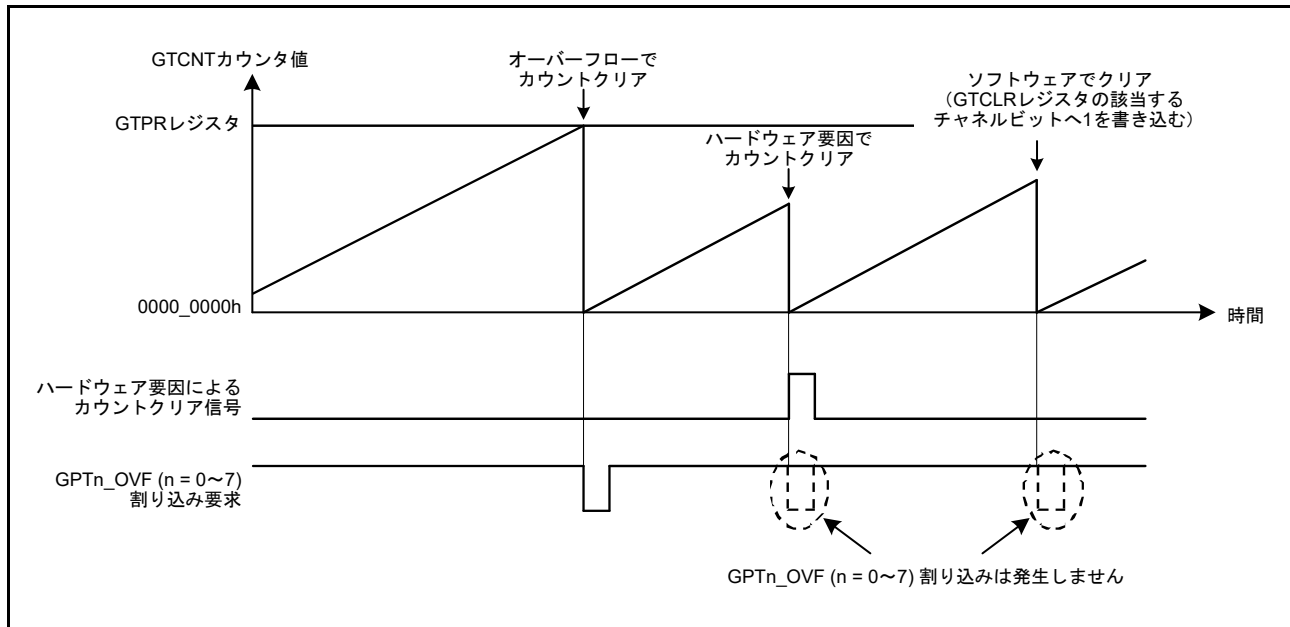 GTCNTカウンタ値
オーバーフローで
カウントクリア
ソフトウェアでクリア
（GTCLRレジスタの該当する
チャネルビットへ1を書き込む）
GTPRレジスタ
ハードウェア要因で
カウントクリア
0000_0000h
時間
ハードウェア要因による
カウントクリア信号
GPTn_OVF (n = 0～7)
割り込み要求
GPTn_OVF (n = 0～7) 割り込みは発生しません